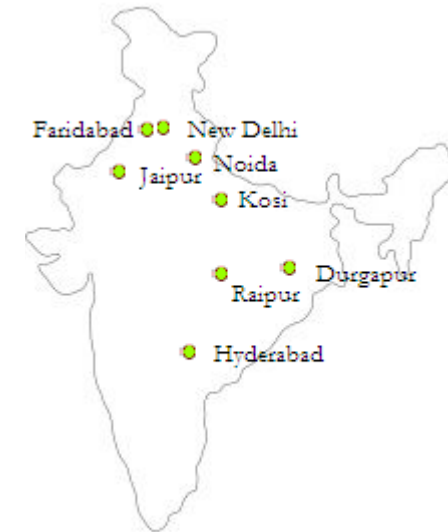 Faridabad
New Delhi
Noida
Jaipur
Kosi
Durgapur
Raipur
Hyderabad